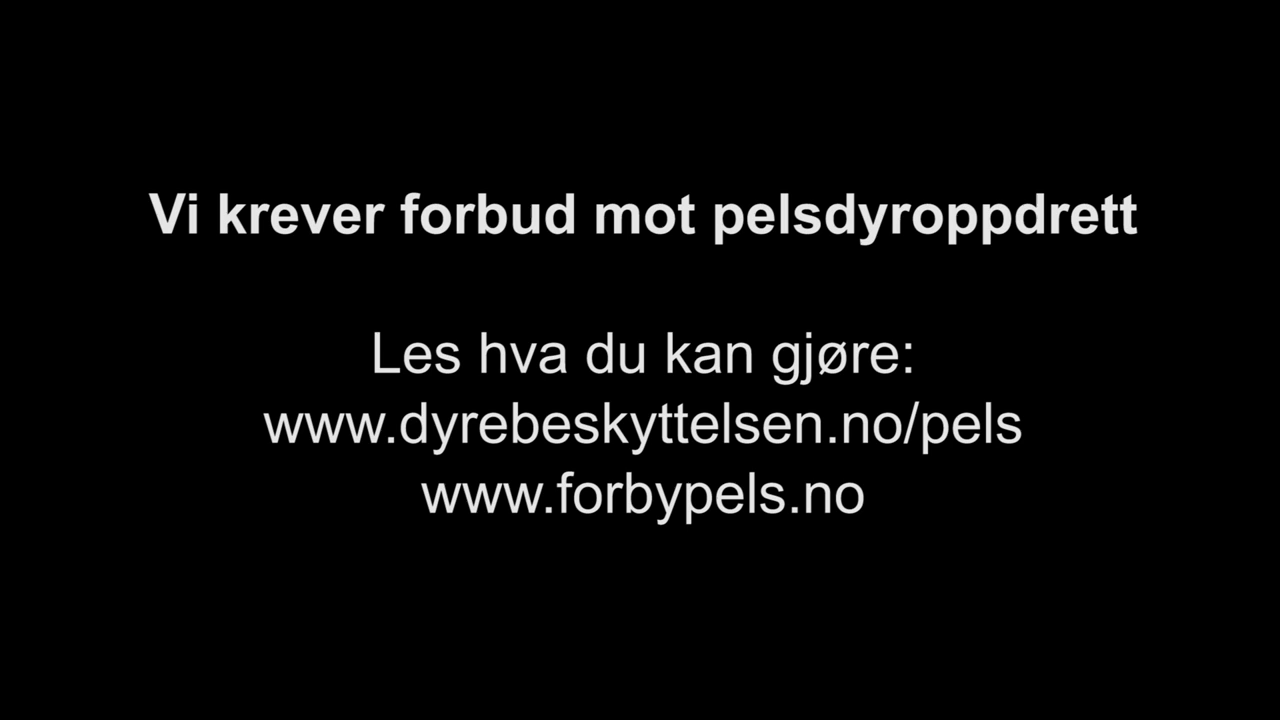 Vi krever forbud mot pelsdyroppdrett
Les hva du kan gjøre:
www.dyrebeskyttelsen.no/pels
www.forbypels.no